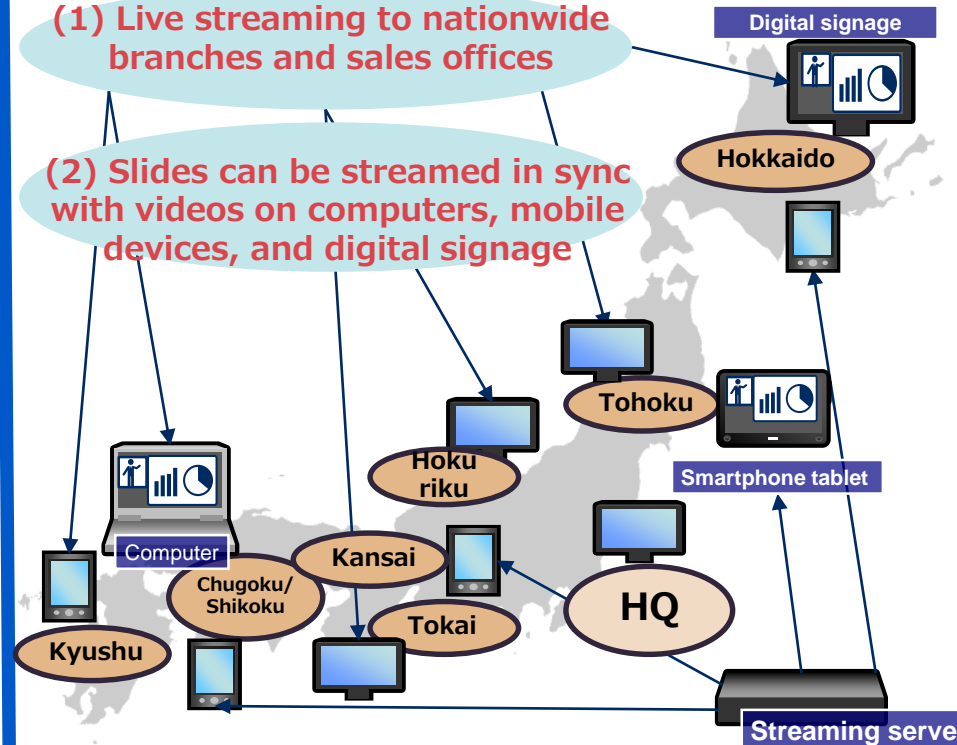 (1) Live streaming to nationwide
branches and sales offices
Digital signage
Hokkaido
(2) Slides can be streamed in sync
with videos on computers, mobile
devices, and digital signage
Tohoku
Hoku
riku
Smartphone tablet
Computer
Kansai
Chugoku/
Shikoku
HQ
Tokai
Kyushu
Streaming serve